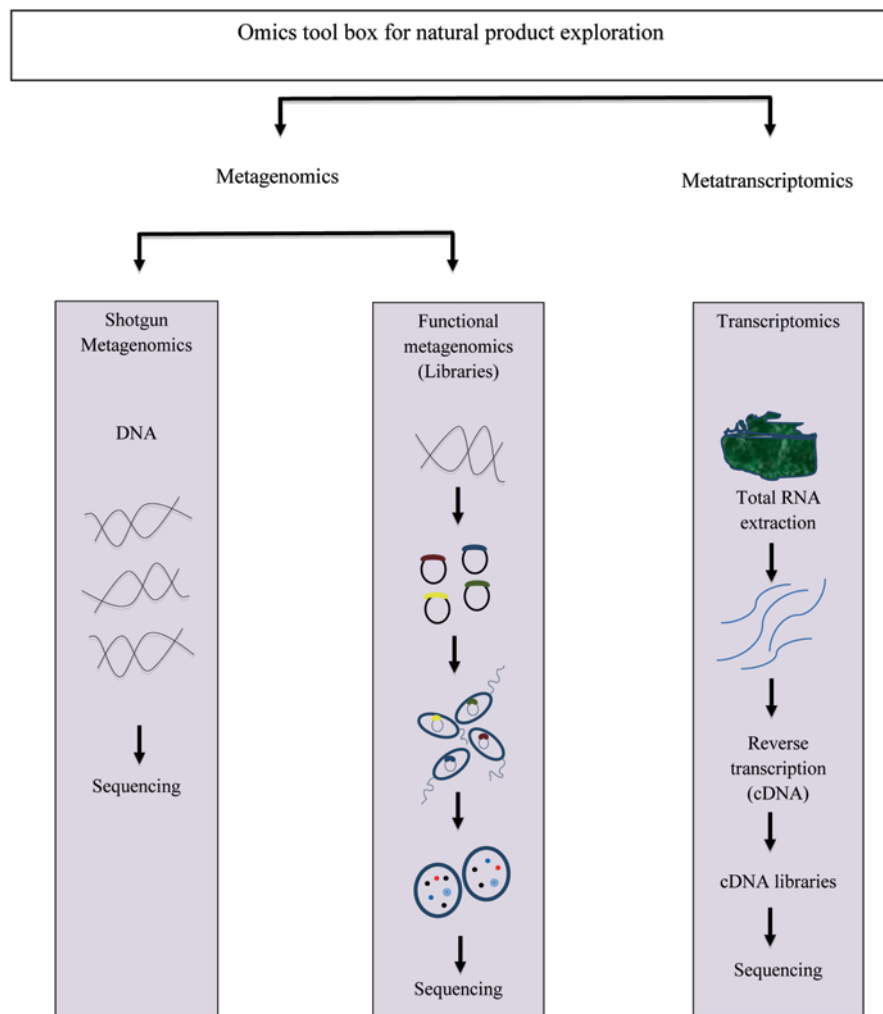 Omics tool box for natural product exploration
Metagenomics
Metatranscriptomics
Shotgun
Metagenomics
DNA
Sequencing
Functional
metagenomics
(Libraries)
Sequencing
Transcriptomics
Total RNA
extraction
Reverse
transcription
(cDNA)
cDNA libraries
Sequencing